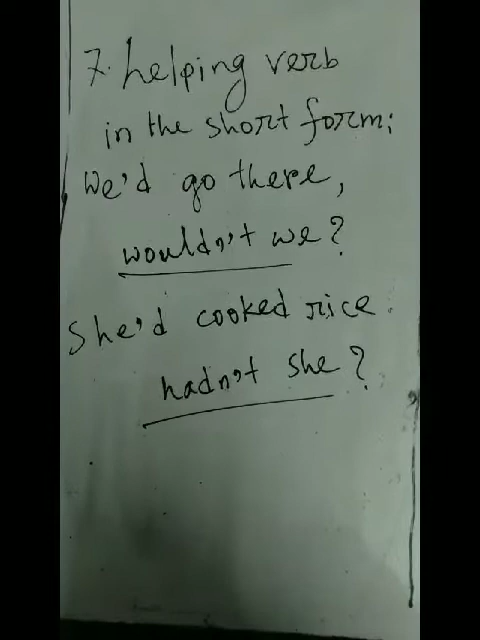 7. helping verb
in the short form:
We'd go there,
wouldn't we?
She'd cooked rice.
hadn't she?